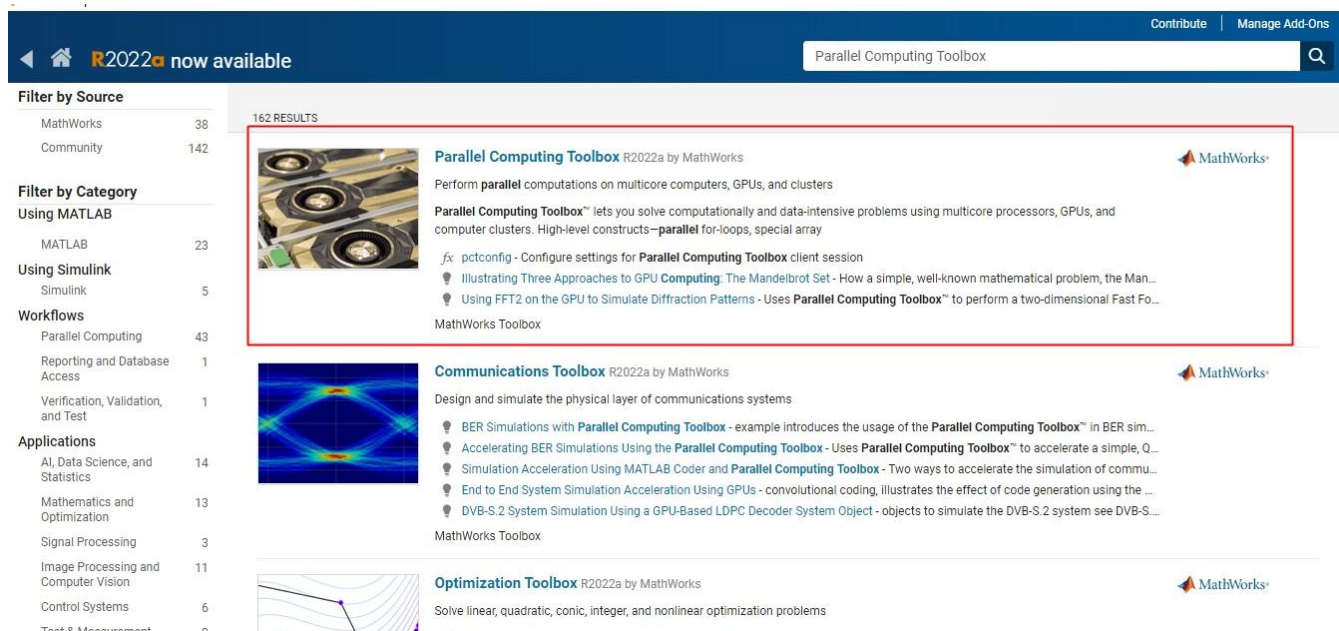 Contribute | Manage Add-Ons
R2022a now available
Parallel Computing Toolbox
Filter by Source
MathWorks 38
Community 142
Filter by Category
Using MATLAB
MATLAB 23
Using Simulink
Simulink 5
Workflows
Parallel Computing 43
Reporting and Database 1
Access
Verification, Validation, 1
and Test
Applications
AI, Data Science, and 14
Statistics
Mathematics and 13
Optimization
Signal Processing 3
Image Processing and 11
Computer Vision
Control Systems 6
162 RESULTS
Parallel Computing Toolbox R2022a by MathWorks
MathWorks®
Perform parallel computations on multicore computers, GPUs, and clusters
Parallel Computing Toolbox™ lets you solve computationally and data-intensive problems using multicore processors, GPUs, and
computer clusters. High-level constructs—parallel for-loops, special array
fx pctconfig - Configure settings for Parallel Computing Toolbox client session
Illustrating Three Approaches to GPU Computing: The Mandelbrot Set - How a simple, well-known mathematical problem, the Man...
Using FFT2 on the GPU to Simulate Diffraction Patterns - Uses Parallel Computing Toolbox™ to perform a two-dimensional Fast Fo...
MathWorks Toolbox
Communications Toolbox R2022a by MathWorks
MathWorks®
Design and simulate the physical layer of communications systems
BER Simulations with Parallel Computing Toolbox - example introduces the usage of the Parallel Computing Toolbox™ in BER sim...
Accelerating BER Simulations Using the Parallel Computing Toolbox - Uses Parallel Computing Toolbox™ to accelerate a simple, Q...
Simulation Acceleration Using MATLAB Coder and Parallel Computing Toolbox - Two ways to accelerate the simulation of commu...
End to End System Simulation Acceleration Using GPUs - convolutional coding, illustrates the effect of code generation using the ...
DVB-S.2 System Simulation Using a GPU-Based LDPC Decoder System Object - objects to simulate the DVB-S.2 system see DVB-S....
MathWorks Toolbox
Optimization Toolbox R2022a by MathWorks
MathWorks®
Solve linear, quadratic, conic, integer, and nonlinear optimization problems